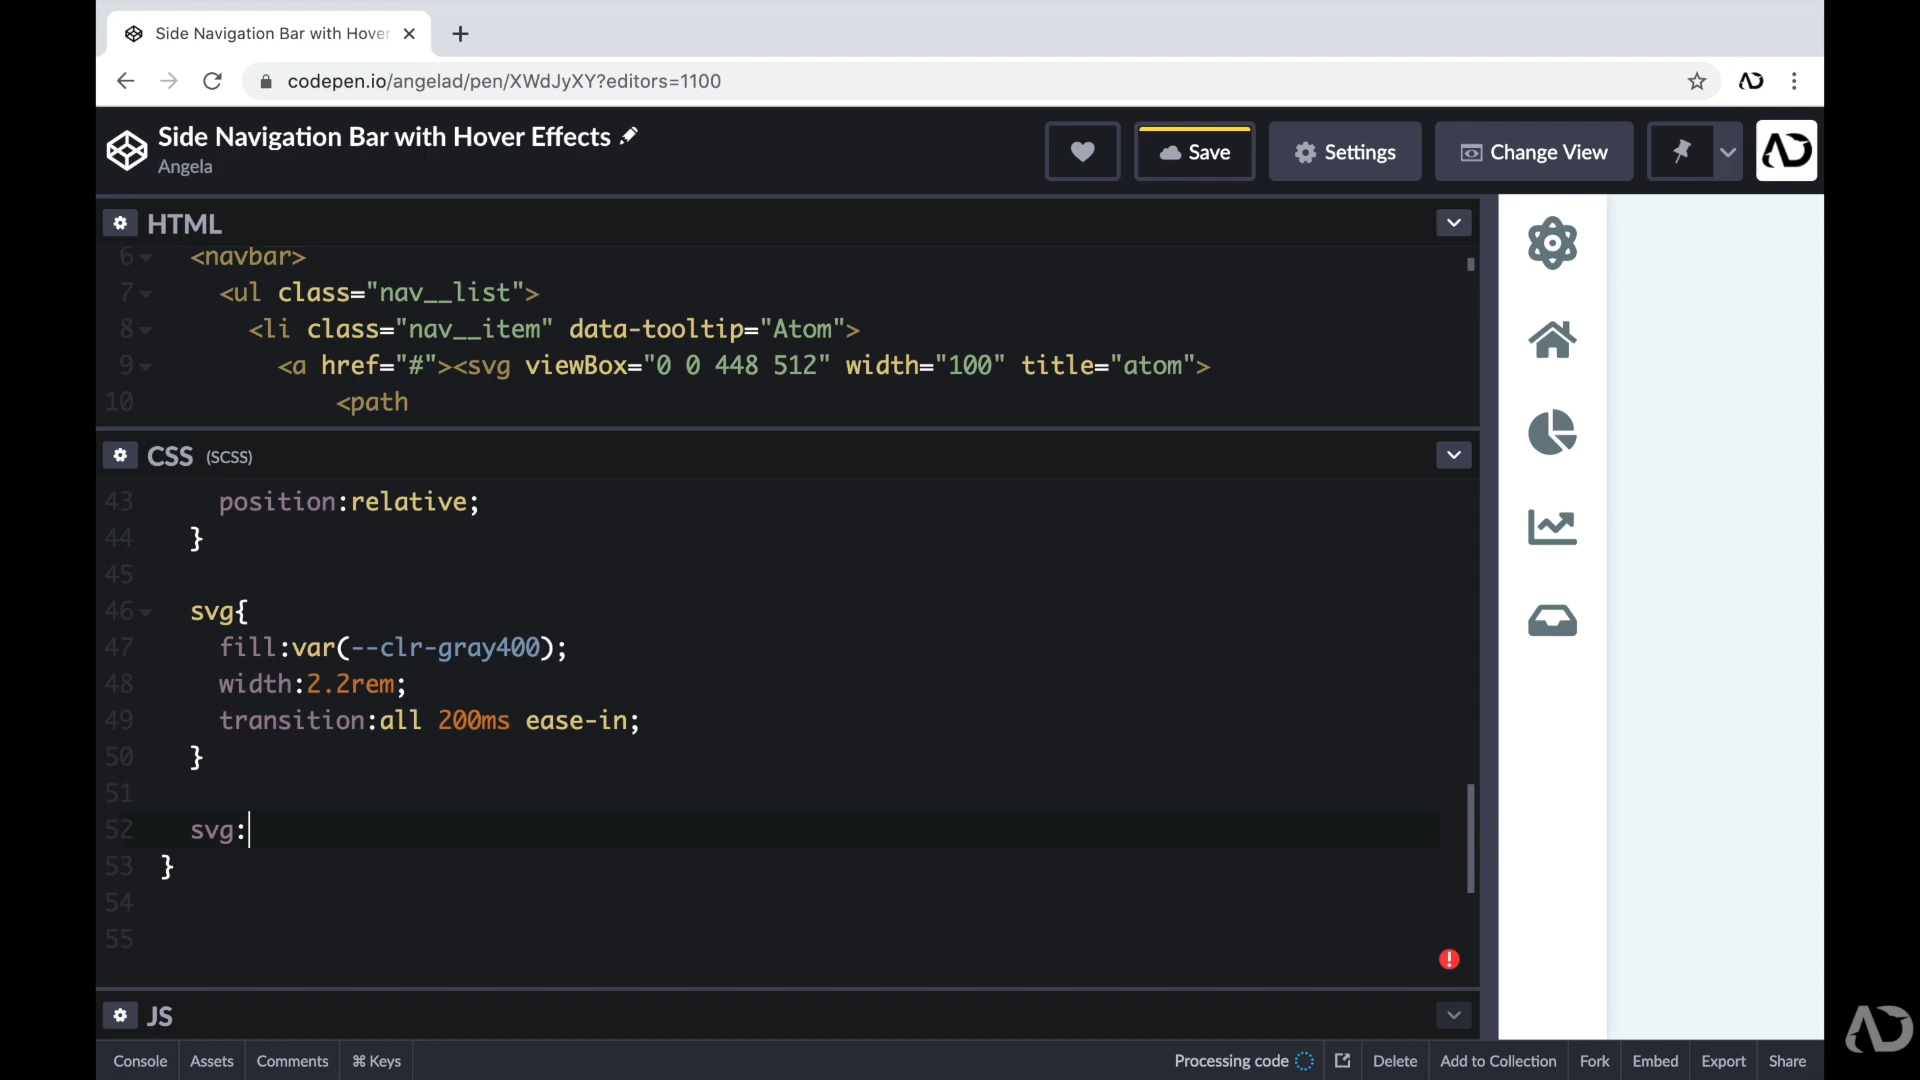 Side Navigation Bar with Hover
codepen.io/angelad/pen/XWdJyXY?editors=1100
Side Navigation Bar with Hover Effects
Angela
Save
Settings
Change View
HTML
6 <navbar>
7 <ul class="nav__list">
8 <li class="nav__item" data-tooltip="Atom">
9 <a href="#"><svg viewBox="0 0 448 512" width="100" title="atom">
10 <path
CSS (SCSS)
43 position:relative;
44 }
45
46 svg{
47 fill:var(--clr-gray400);
48 width:2.2rem;
49 transition:all 200ms ease-in;
50 }
51
52 svg:
53 }
54
55
JS
Console Assets Comments ⌘ Keys Processing code Delete Add to Collection Fork Embed Export Share